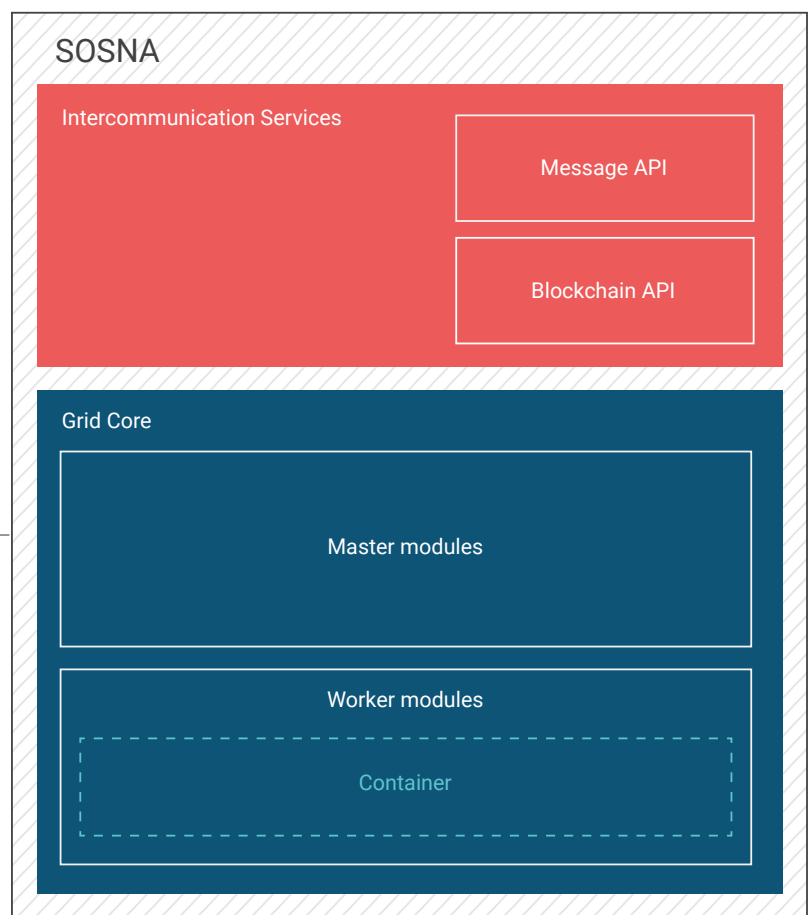 SOSNA
Intercommunication Services
Message API
Blockchain API
Grid Core
Master modules
Worker modules
Container